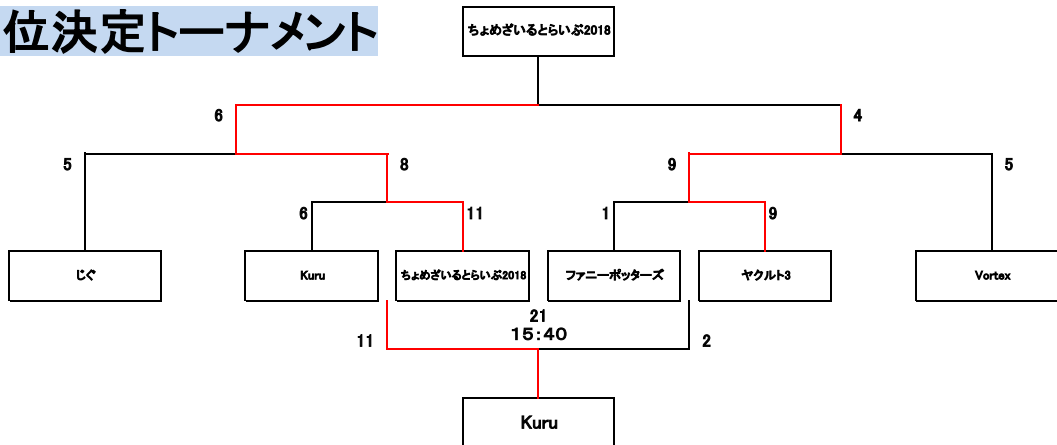 位決定トーナメント
ちょめざいるとらいぶ2018
6
4
5
8
9
5
6
11
1
9
じぐ
Kuru
ちょめざいるとらいぶ2018
ファニーポッターズ
ヤクルト3
Vortex
21
15:40
11
2
Kuru